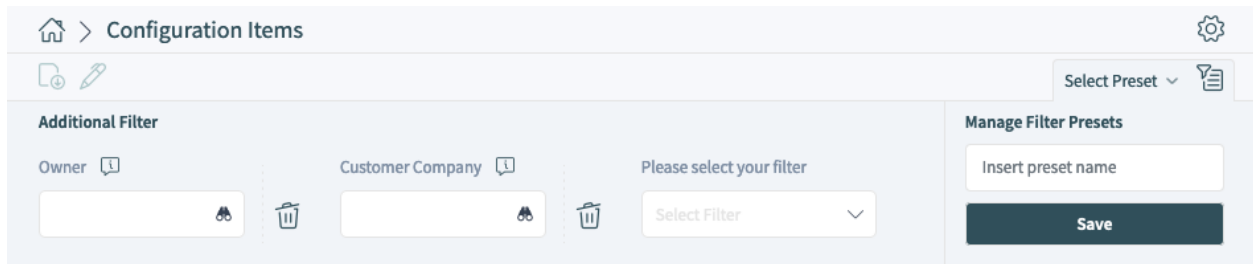 Configuration Items
Select Preset
Additional Filter
Manage Filter Presets
Owner
Customer Company
Please select your filter
Insert preset name
Select Filter
Save